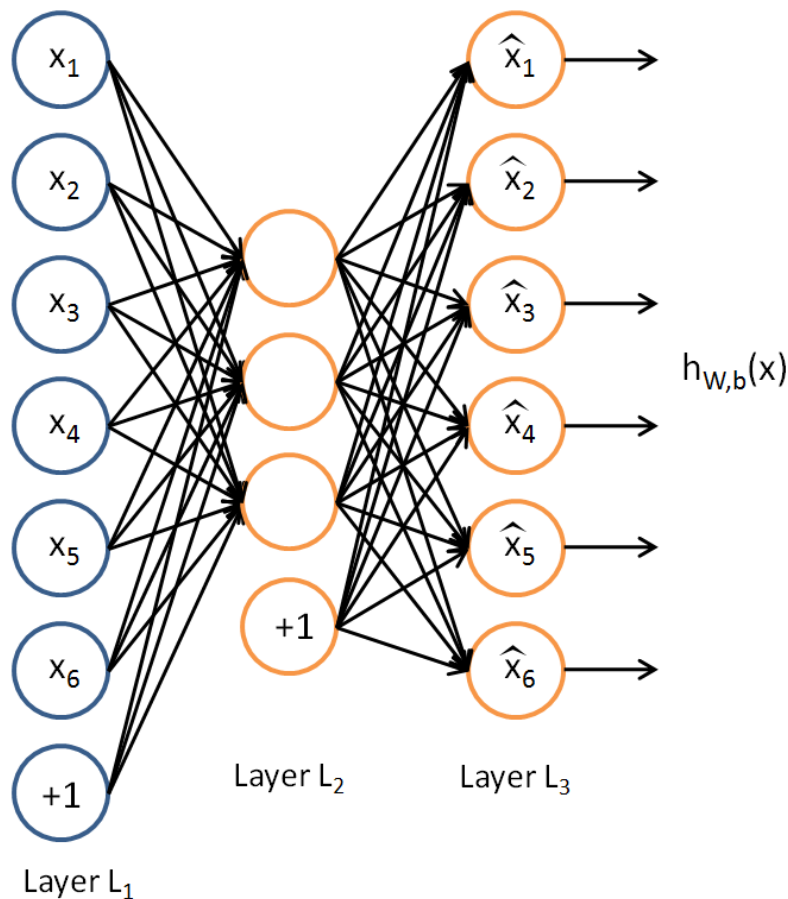 x₁
x₂
x₃
x₄
x₅
x₆
+1
Layer L₁
+1
Layer L₂
x̂₁
x̂₂
x̂₃
x̂₄
x̂₅
x̂₆
Layer L₃
h_{W,b}(x)